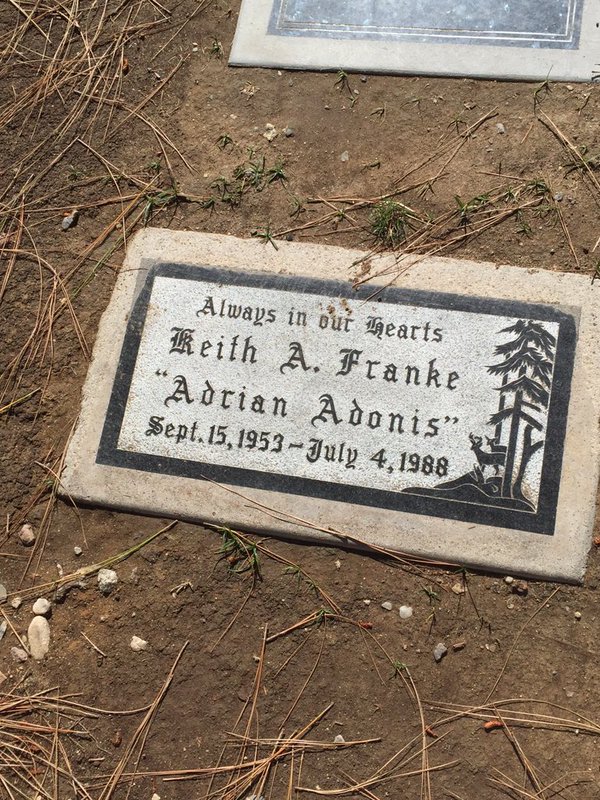 Always in our Hearts
Keith A. Franke
"Adrian Adonis"
Sept. 15, 1953 – July 4, 1988